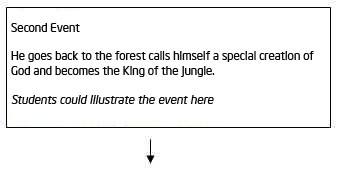 Second Event
He goes back to the forest calls himself a special creation of
God and becomes the King of the Jungle.
Students could illustrate the event here